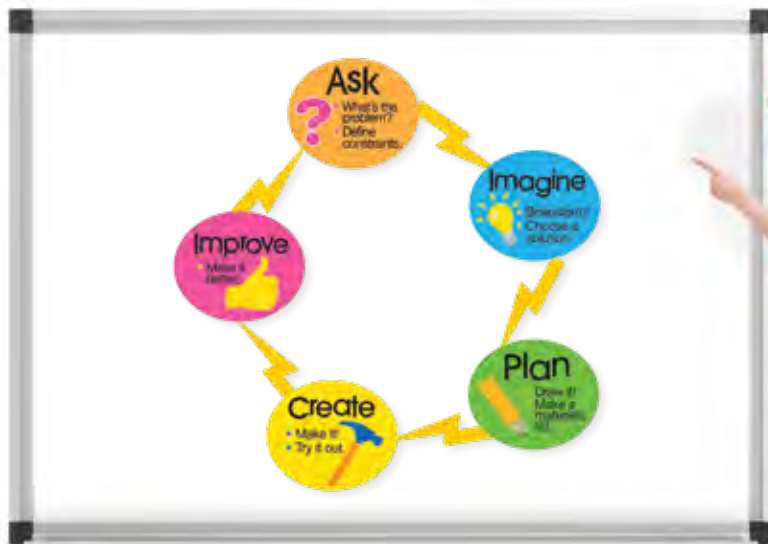 Ask
• What's the
problem?
• Define
constraints.
Imagine
• Brainstorm!
Choose a
solution.
Plan
Draw it!
Make a
materials
list.
Create
• Make it!
• Try it out.
Improve
• Make it
better.